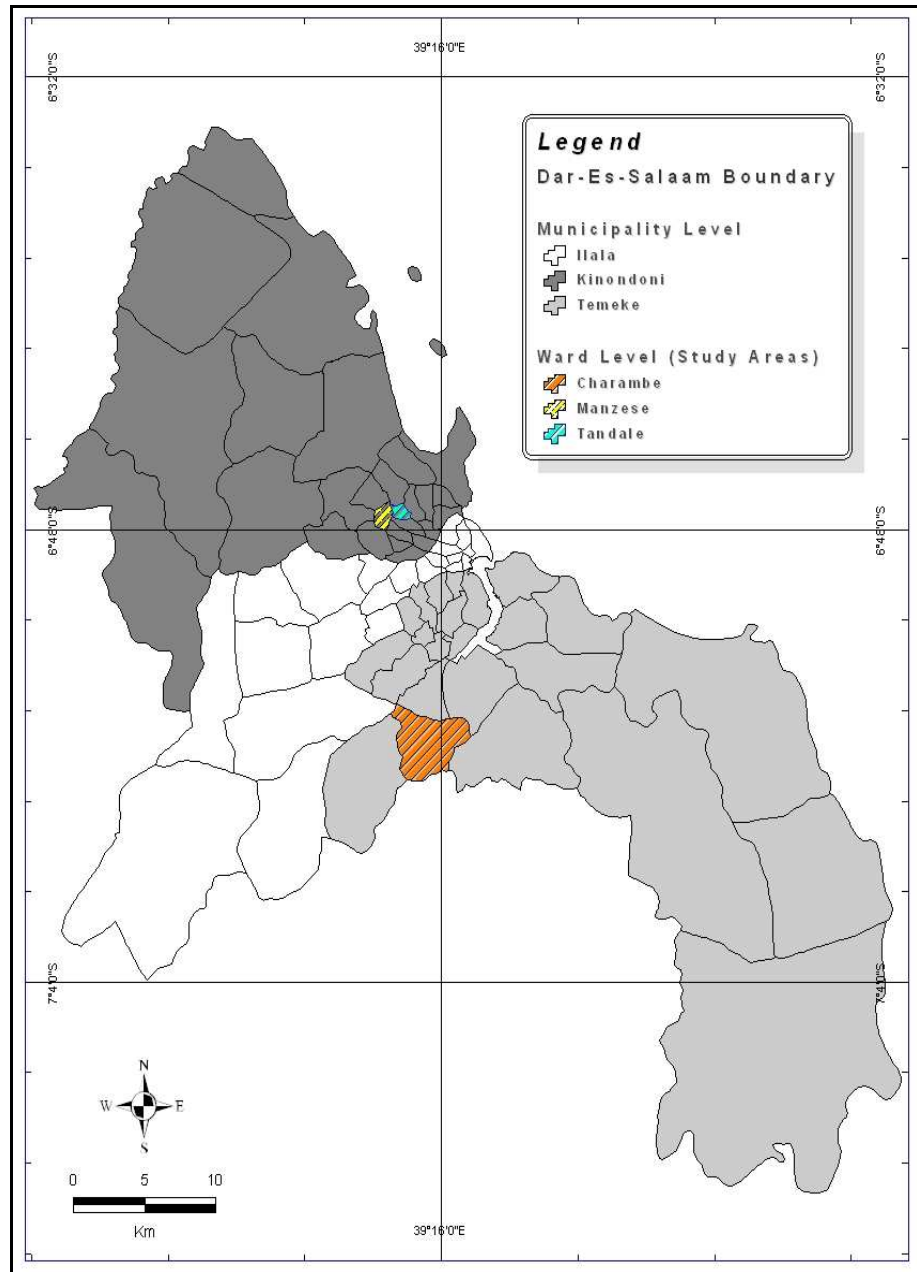 39°16'0"E
6°32'0"S
6°32'0"S
Legend
Dar-Es-Salaam Boundary
Municipality Level
Ilala
Kinondoni
Temeke
Ward Level (Study Areas)
Charambe
Manzese
Tandale
6°48'0"S
6°48'0"S
7°4'0"S
7°4'0"S
N
W E
S
0 5 10
Km
39°16'0"E